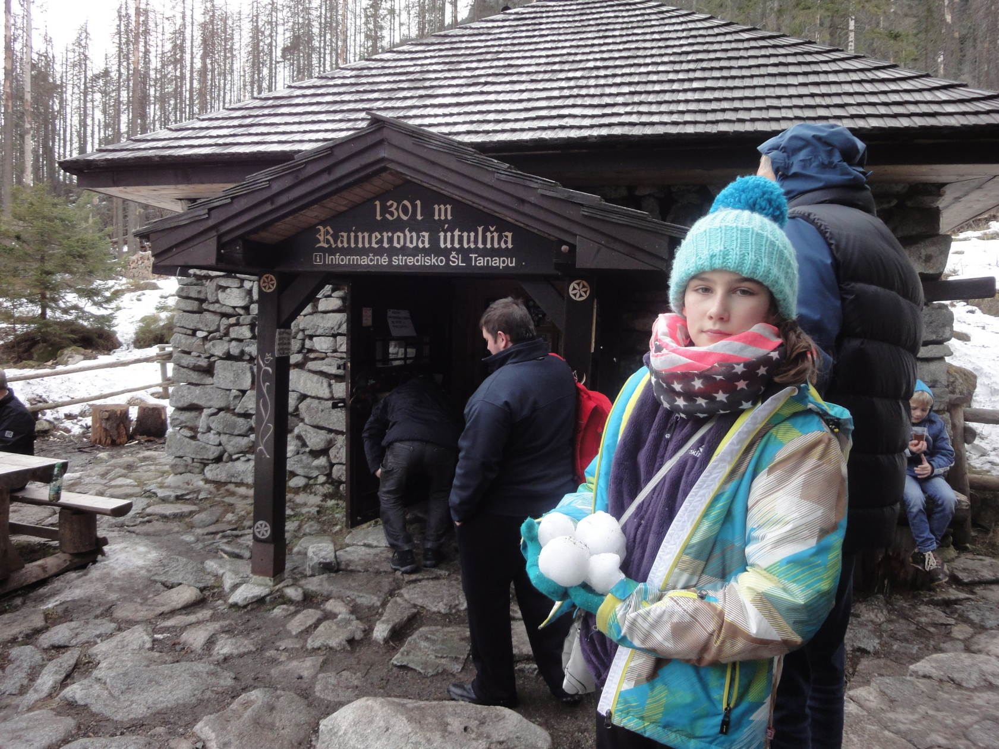 1301 m
Rainerova útulňa
i Informačné stredisko ŠL Tanapu